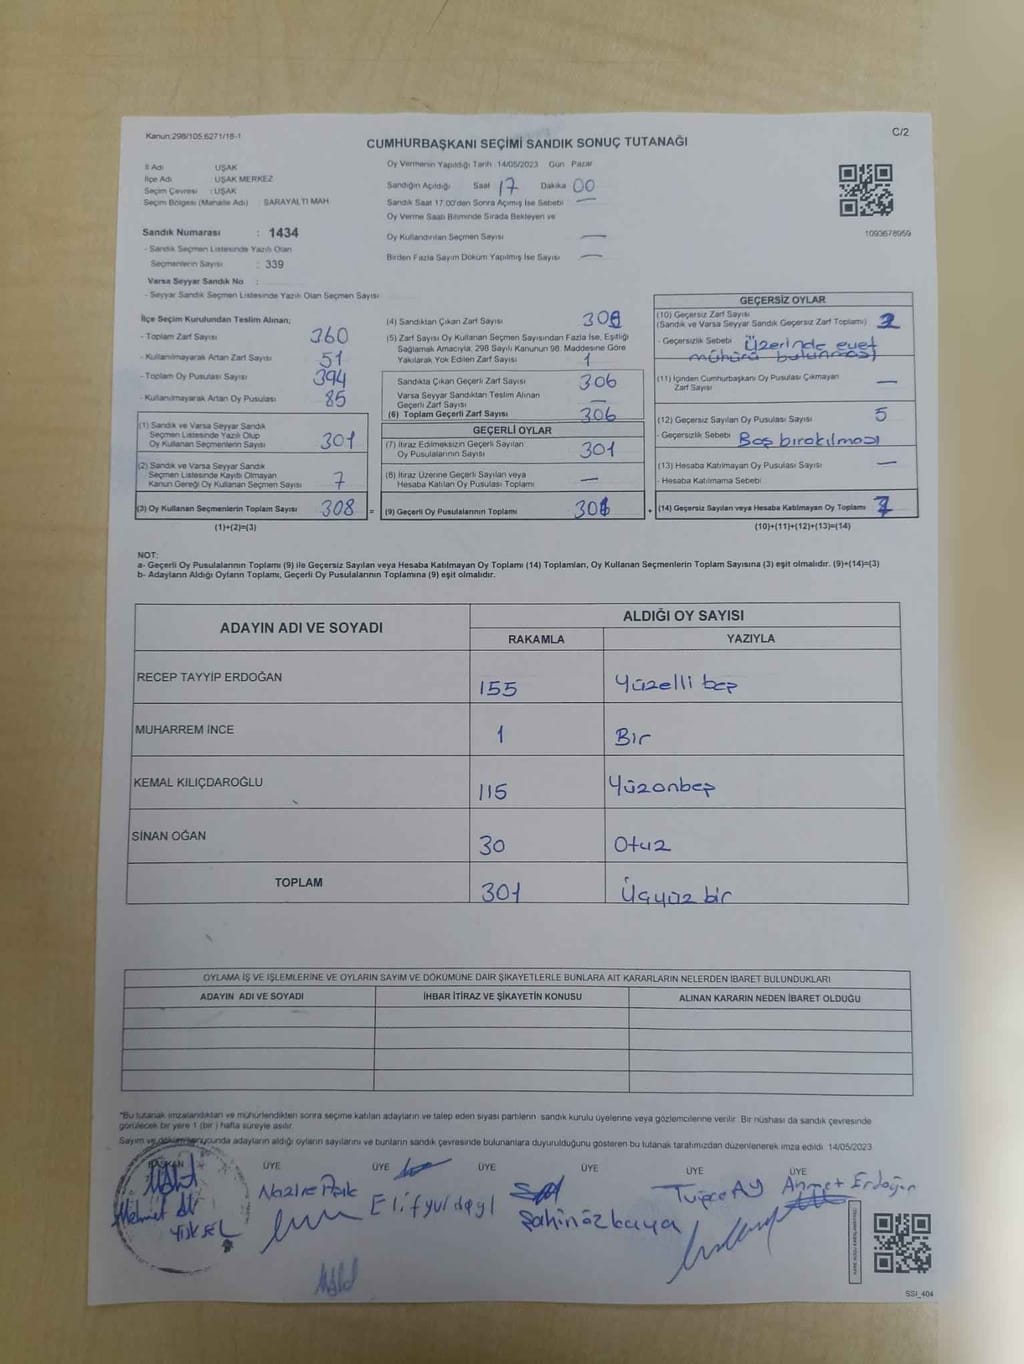 Kanun:298/105,6271/18-1
C/2
CUMHURBAŞKANI SEÇİMİ SANDIK SONUÇ TUTANAĞI
İl Adı : UŞAK
İlçe Adı : UŞAK MERKEZ
Seçim Çevresi : UŞAK
Seçim Bölgesi (Mahalle Adı) : SARAYALTI MAH.
Sandık Numarası : 1434
- Sandık Seçmen Listesinde Yazılı Olan
Seçmenlerin Sayısı : 339
Varsa Seyyar Sandık No :
- Seyyar Sandık Seçmen Listesinde Yazılı Olan Seçmen Sayısı
Oy Vermenin Yapıldığı Tarih :14/05/2023 Gün : Pazar
Sandığın Açıldığı Saat 17 Dakika 00
Sandık Saat 17:00'den Sonra Açımış İse Sebebi —
Oy Verme Saati Bitiminde Sırada Bekleyen ve
Oy Kullandırılan Seçmen Sayısı —
Birden Fazla Sayım Döküm Yapılmış İse Sayısı —
1093678959
İlçe Seçim Kurulundan Teslim Alınan;
- Toplam Zarf Sayısı 360
- Kullanılmayarak Artan Zarf Sayısı 51
- Toplam Oy Pusulası Sayısı 394
- Kullanılmayarak Artan Oy Pusulası 85
(1) Sandık ve Varsa Seyyar Sandık
Seçmen Listesinde Yazılı Olup
Oy Kullanan Seçmenlerin Sayısı 301
(2) Sandık ve Varsa Seyyar Sandık
Seçmen Listesinde Kayıtlı Olmayan
Kanun Gereği Oy Kullanan Seçmen Sayısı 7
(3) Oy Kullanan Seçmenlerin Toplam Sayısı 308 =
(1)+(2)=(3)
(4) Sandıktan Çıkan Zarf Sayısı
(5) Zarf Sayısı Oy Kullanan Seçmen Sayısından Fazla İse, Eşitliği
Sağlamak Amacıyla; 298 Sayılı Kanunun 98. Maddesine Göre
Yakılarak Yok Edilen Zarf Sayısı 1
Sandıkta Çıkan Geçerli Zarf Sayısı 306
Varsa Seyyar Sandıktan Teslim Alınan
Geçerli Zarf Sayısı —
(6) Toplam Geçerli Zarf Sayısı 306
GEÇERLİ OYLAR
(7) İtiraz Edilmeksizin Geçerli Sayılan
Oy Pusulalarının Sayısı 301
(8) İtiraz Üzerine Geçerli Sayılan veya
Hesaba Katılan Oy Pusulası Toplamı —
(9) Geçerli Oy Pusulalarının Toplamı 301 +
GEÇERSİZ OYLAR
(10) Geçersiz Zarf Sayısı
(Sandık ve Varsa Seyyar Sandık Geçersiz Zarf Toplamı)
- Geçersizlik Sebebi Üzerinde evet
mühürü bulunması
(11) İçinden Cumhurbaşkanı Oy Pusulası Çıkmayan
Zarf Sayısı —
(12) Geçersiz Sayılan Oy Pusulası Sayısı 5
- Geçersizlik Sebebi Boş bırakılması
(13) Hesaba Katılmayan Oy Pusulası Sayısı —
- Hesaba Katılmama Sebebi
(14) Geçersiz Sayılan veya Hesaba Katılmayan Oy Toplamı 7
(10)+(11)+(12)+(13)=(14)
NOT:
a- Geçerli Oy Pusulalarının Toplamı (9) ile Geçersiz Sayılan veya Hesaba Katılmayan Oy Toplamı (14) Toplamları, Oy Kullanan Seçmenlerin Toplam Sayısına (3) eşit olmalıdır. (9)+(14)=(3)
b- Adayların Aldığı Oyların Toplamı, Geçerli Oy Pusulalarının Toplamına (9) eşit olmalıdır.
ADAYIN ADI VE SOYADI
ALDIĞI OY SAYISI
RAKAMLA YAZIYLA
RECEP TAYYİP ERDOĞAN 155 Yüzelli beş
MUHARREM İNCE 1 Bir
KEMAL KILIÇDAROĞLU 115 Yüzonbeş
SİNAN OĞAN 30 Otuz
TOPLAM 301 Üçyüz bir
OYLAMA İŞ VE İŞLEMLERİNE VE OYLARIN SAYIM VE DÖKÜMÜNE DAİR ŞİKAYETLERLE BUNLARA AİT KARARLARIN NELERDEN İBARET BULUNDUKLARI
ADAYIN ADI VE SOYADI İHBAR İTİRAZ VE ŞİKAYETİN KONUSU ALINAN KARARIN NEDEN İBARET OLDUĞU
*Bu tutanak imzalandıktan ve mühürlendikten sonra seçime katılan adayların ve talep eden siyasi partilerin sandık kurulu üyelerine veya gözlemcilerine verilir. Bir nüshası da sandık çevresinde
görülecek bir yere 1 (bir ) hafta süreyle asılır.
Sayım ve döküm sonucunda adayların aldığı oyların sayılarını ve bunların sandık çevresinde bulunanlara duyurulduğunu gösteren bu tutanak tarafımızdan düzenlenerek imza edildi. 14/05/2023
BAŞKAN ÜYE ÜYE ÜYE ÜYE ÜYE ÜYE
Mehmet Ali
YÜKSEL
Nazire Aşık
Elif yuldaşl
Şahin özkaya
Tuğçe AY
Ahmet Erdoğan
SSİ_404